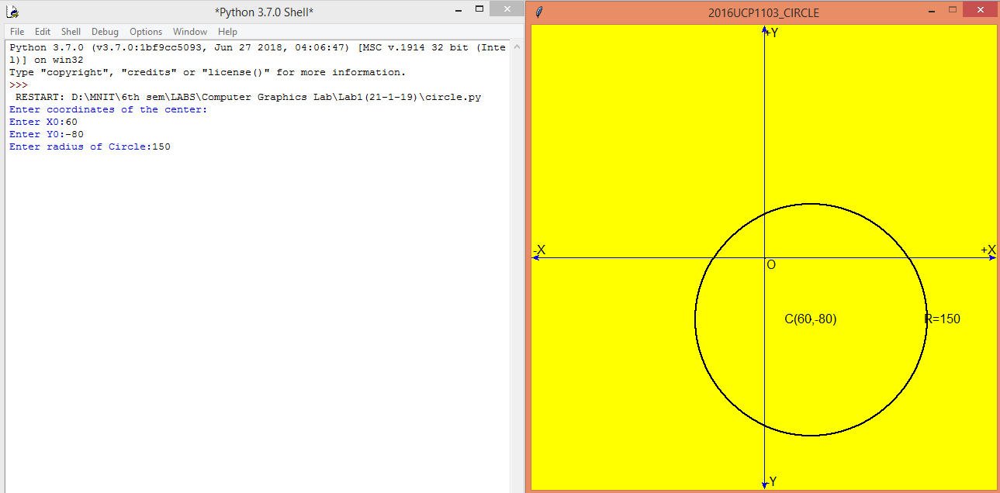 *Python 3.7.0 Shell*
File Edit Shell Debug Options Window Help
Python 3.7.0 (v3.7.0:1bf9cc5093, Jun 27 2018, 04:06:47) [MSC v.1914 32 bit (Inte
l)] on win32
Type "copyright", "credits" or "license()" for more information.
>>>
RESTART: D:\MNIT\6th sem\LABS\Computer Graphics Lab\Lab1(21-1-19)\circle.py
Enter coordinates of the center:
Enter X0:60
Enter Y0:-80
Enter radius of Circle:150
2016UCP1103_CIRCLE
+Y
-X
+X
O
C(60,-80)
R=150
-Y